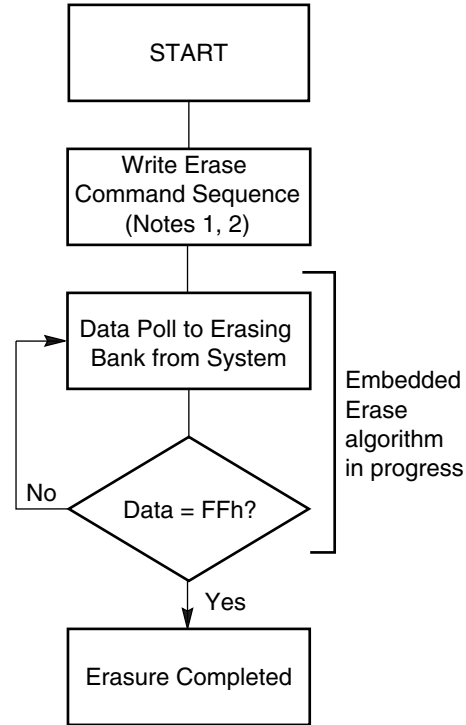 START
Write Erase
Command Sequence
(Notes 1, 2)
Data Poll to Erasing
Bank from System
Embedded
Erase
algorithm
in progress
No
Data = FFh?
Yes
Erasure Completed